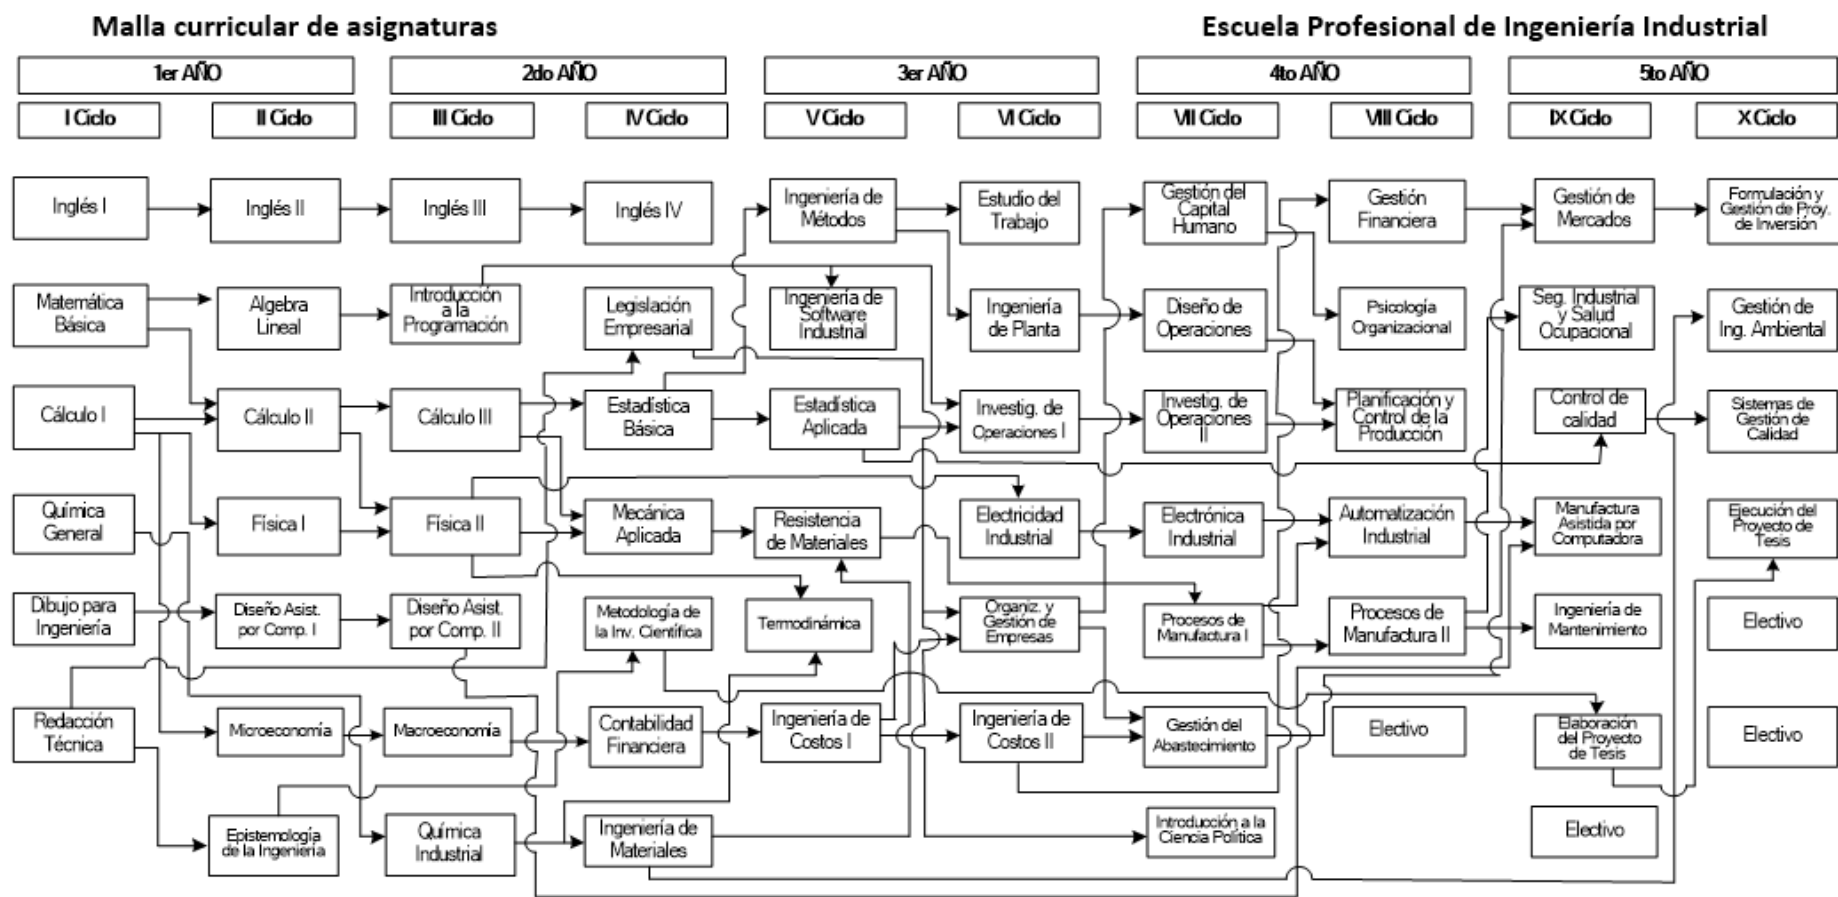 Malla curricular de asignaturas
Escuela Profesional de Ingeniería Industrial
1er AÑO
2do AÑO
3er AÑO
4to AÑO
5to AÑO
I Ciclo
II Ciclo
III Ciclo
IV Ciclo
V Ciclo
VI Ciclo
VII Ciclo
VIII Ciclo
IX Ciclo
X Ciclo
Inglés I
Inglés II
Inglés III
Inglés IV
Ingeniería de
Métodos
Estudio del
Trabajo
Gestión del
Capital
Humano
Gestión
Financiera
Gestión de
Mercados
Formulación y
Gestión de Proy.
de Inversión
Matemática
Básica
Algebra
Lineal
Introducción
a la
Programación
Legislación
Empresarial
Ingeniería de
Software
Industrial
Ingeniería
de Planta
Diseño de
Operaciones
Psicología
Organizacional
Seg. Industrial
y Salud
Ocupacional
Gestión de
Ing. Ambiental
Cálculo I
Cálculo II
Cálculo III
Estadística
Básica
Estadística
Aplicada
Investig. de
Operaciones I
Investig. de
Operaciones
II
Planificación y
Control de la
Producción
Control de
calidad
Sistemas de
Gestión de
Calidad
Química
General
Física I
Física II
Mecánica
Aplicada
Resistencia
de Materiales
Electricidad
Industrial
Electrónica
Industrial
Automatización
Industrial
Manufactura
Asistida por
Computadora
Ejecución del
Proyecto de
Tesis
Dibujo para
Ingeniería
Diseño Asist.
por Comp. I
Diseño Asist.
por Comp. II
Metodología de
la Inv. Científica
Termodinámica
Organiz. y
Gestión de
Empresas
Procesos de
Manufactura I
Procesos de
Manufactura II
Ingeniería de
Mantenimiento
Electivo
Redacción
Técnica
Microeconomía
Macroeconomía
Contabilidad
Financiera
Ingeniería de
Costos I
Ingeniería de
Costos II
Gestión del
Abastecimiento
Electivo
Elaboración
del Proyecto
de Tesis
Electivo
Epistemología
de la Ingeniería
Química
Industrial
Ingeniería de
Materiales
Introducción a la
Ciencia Política
Electivo